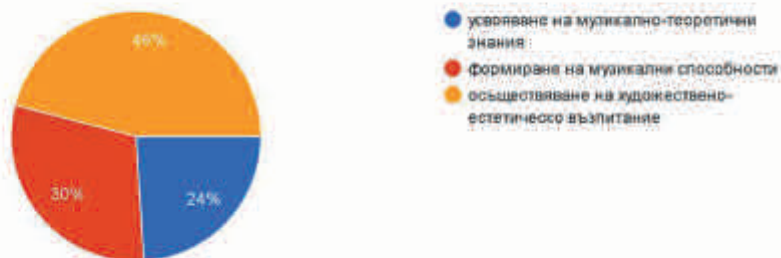 46%
30%
24%
усвояване на музикално-теоретични
знания
формиране на музикални способности
осъществяване на художествено-
естетическо възпитание